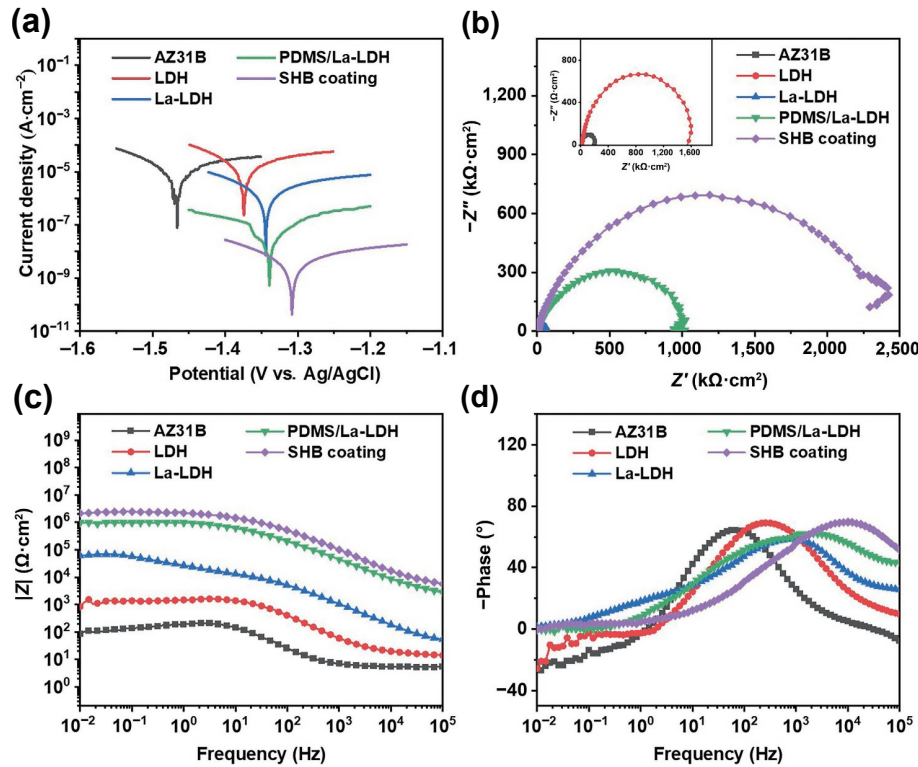 (a)
Current density (A·cm⁻²)
10⁻¹
10⁻³
10⁻⁵
10⁻⁷
10⁻⁹
10⁻¹¹
AZ31B
LDH
La-LDH
PDMS/La-LDH
SHB coating
−1.6 −1.5 −1.4 −1.3 −1.2 −1.1
Potential (V vs. Ag/AgCl)
(b)
−Z″ (kΩ·cm²)
1,500
1,200
900
600
300
0
−Z″ (Ω·cm²)
800
400
0
0 400 800 1,200 1,600
Z′ (kΩ·cm²)
AZ31B
LDH
La-LDH
PDMS/La-LDH
SHB coating
0 500 1,000 1,500 2,000 2,500
Z′ (kΩ·cm²)
(c)
|Z| (Ω·cm²)
10⁹
10⁸
10⁷
10⁶
10⁵
10⁴
10³
10²
10¹
10⁰
AZ31B
LDH
La-LDH
PDMS/La-LDH
SHB coating
10⁻² 10⁻¹ 10⁰ 10¹ 10² 10³ 10⁴ 10⁵
Frequency (Hz)
(d)
−Phase (°)
120
80
40
0
−40
AZ31B
LDH
La-LDH
PDMS/La-LDH
SHB coating
10⁻² 10⁻¹ 10⁰ 10¹ 10² 10³ 10⁴ 10⁵
Frequency (Hz)